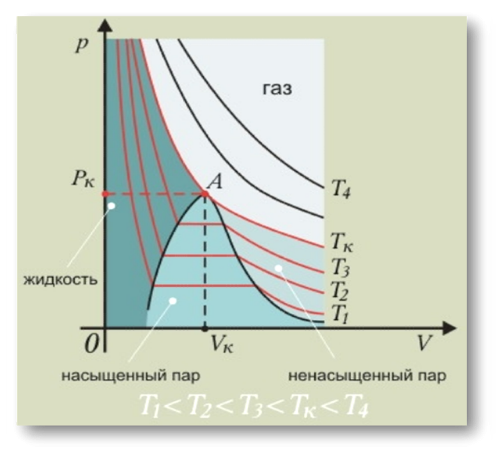 p
газ
Pк
A
T4
Tк
T3
T2
T1
жидкость
0
Vк
V
насыщенный пар
ненасыщенный пар
T1<T2<T3<Tк<T4